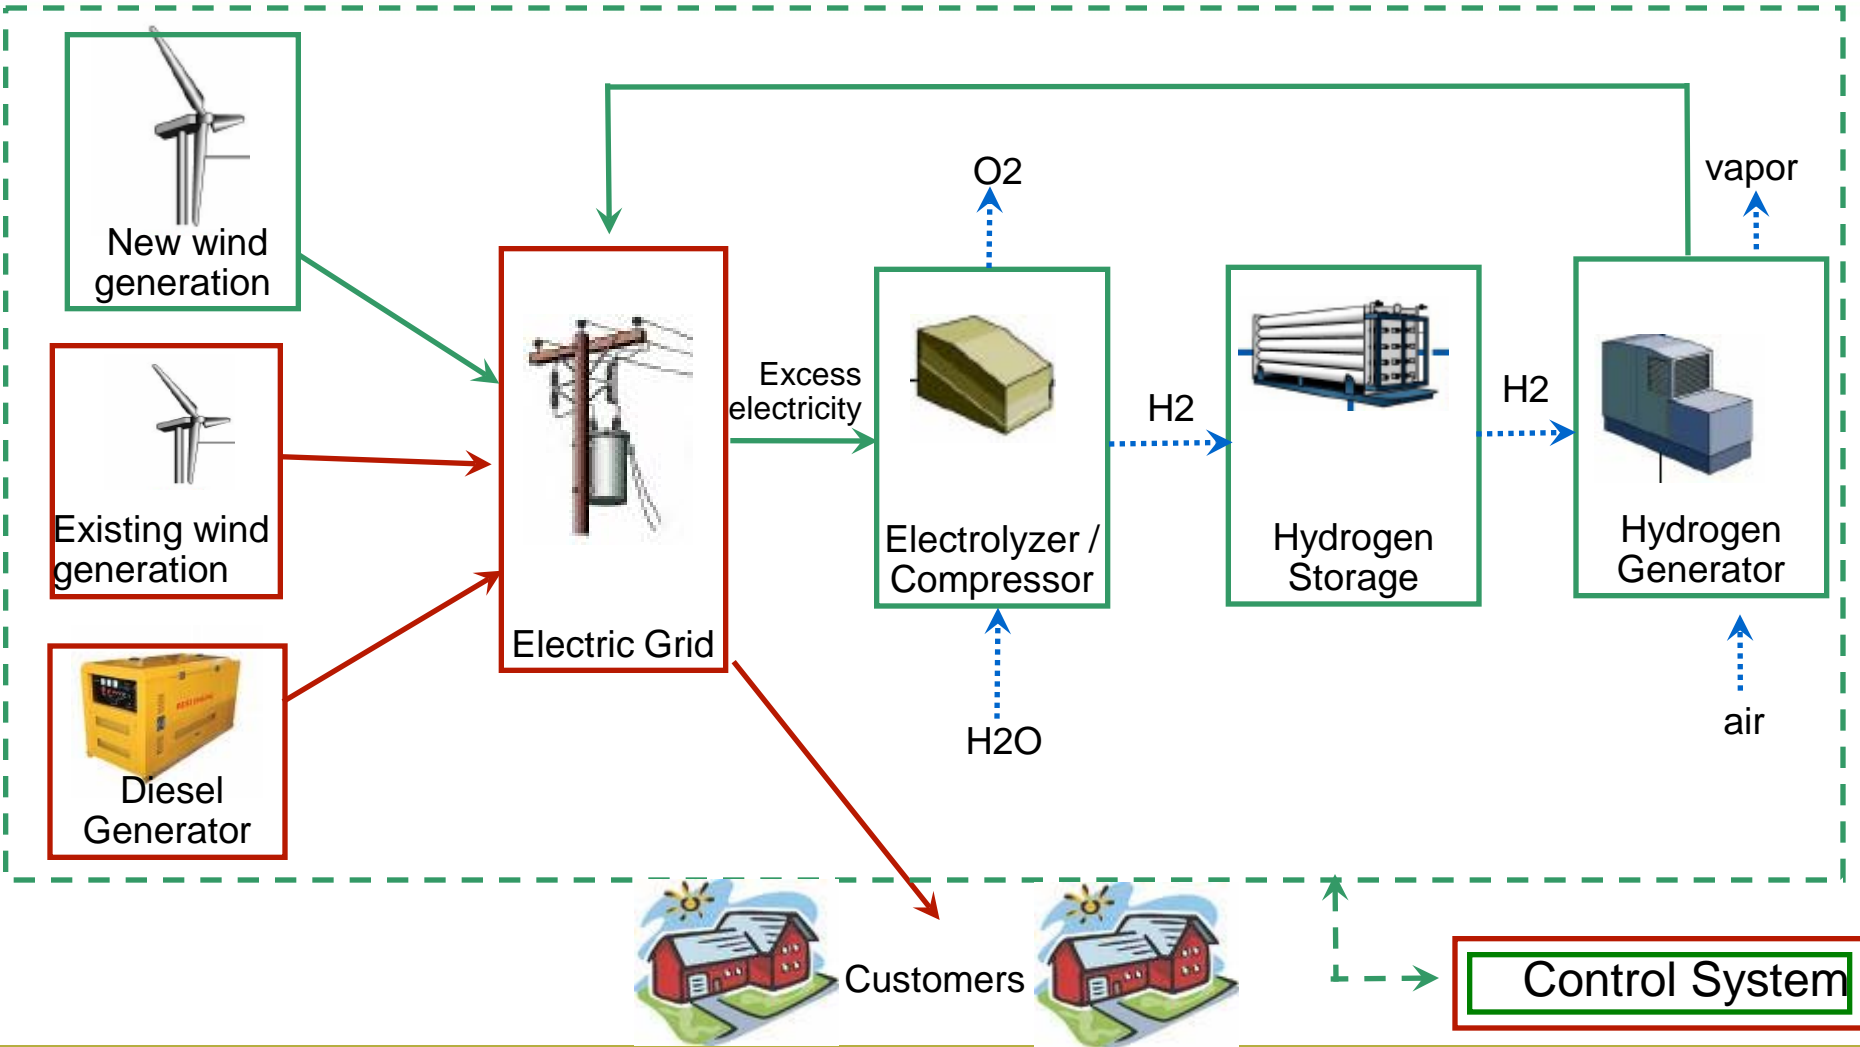 O2
vapor
New wind
generation
Excess
electricity
H2
H2
Existing wind
generation
Electrolyzer /
Compressor
Hydrogen
Storage
Hydrogen
Generator
Electric Grid
H2O
air
Diesel
Generator
Customers
Control System